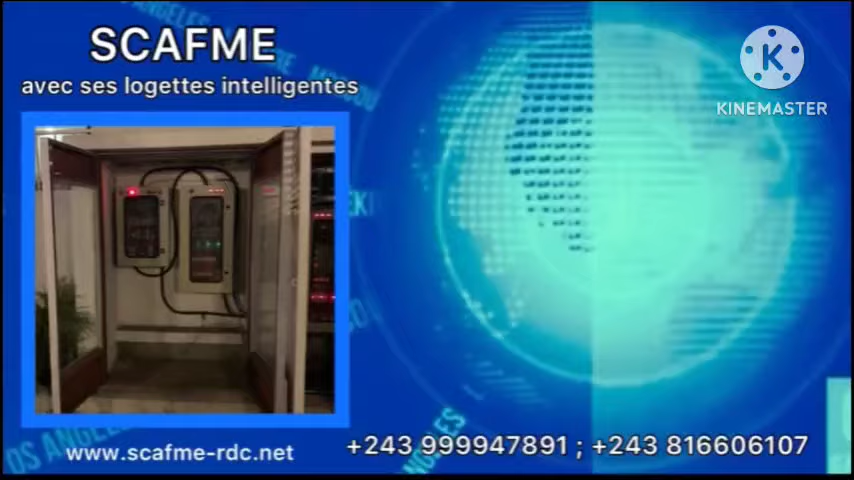 SCAFME
avec ses logettes intelligentes
KINEMASTER
www.scafme-rdc.net
+243 999947891 ; +243 816606107